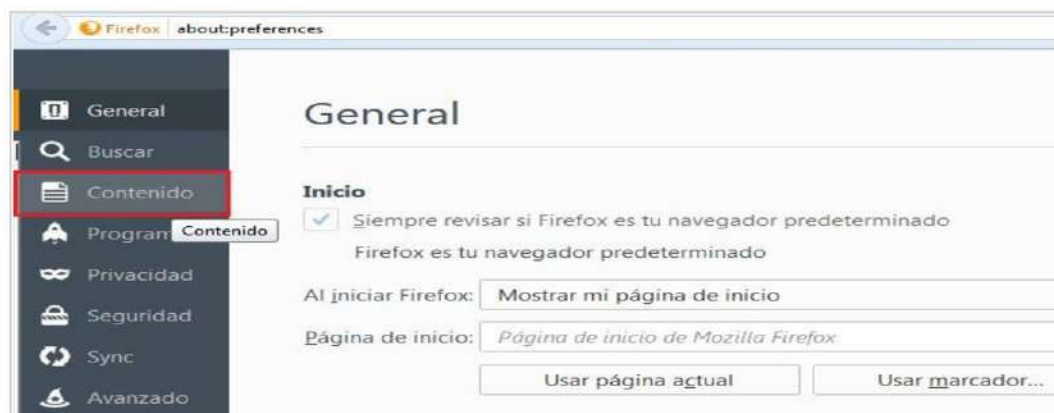 Firefox about:preferences
General
Buscar
Contenido
Program
Contenido
Privacidad
Seguridad
Sync
Avanzado
General
Inicio
Siempre revisar si Firefox es tu navegador predeterminado
Firefox es tu navegador predeterminado
Al iniciar Firefox: Mostrar mi página de inicio
Página de inicio: Página de inicio de Mozilla Firefox
Usar página actual Usar marcador...